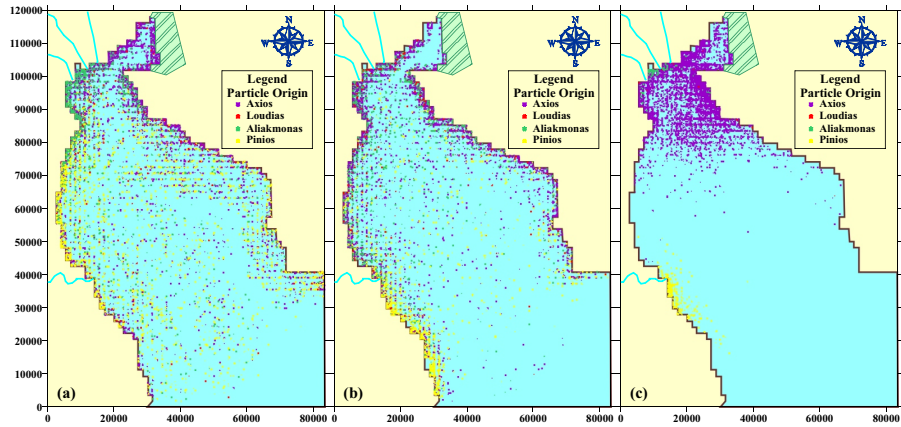 120000
110000
100000
90000
80000
70000
60000
50000
40000
30000
20000
10000
0
N
W E
S
Legend
Particle Origin
Axios
Loudias
Aliakmonas
Pinios
(a)
0 20000 40000 60000 80000
N
W E
S
Legend
Particle Origin
Axios
Loudias
Aliakmonas
Pinios
(b)
0 20000 40000 60000 80000
N
W E
S
Legend
Particle Origin
Axios
Loudias
Aliakmonas
Pinios
(c)
0 20000 40000 60000 80000